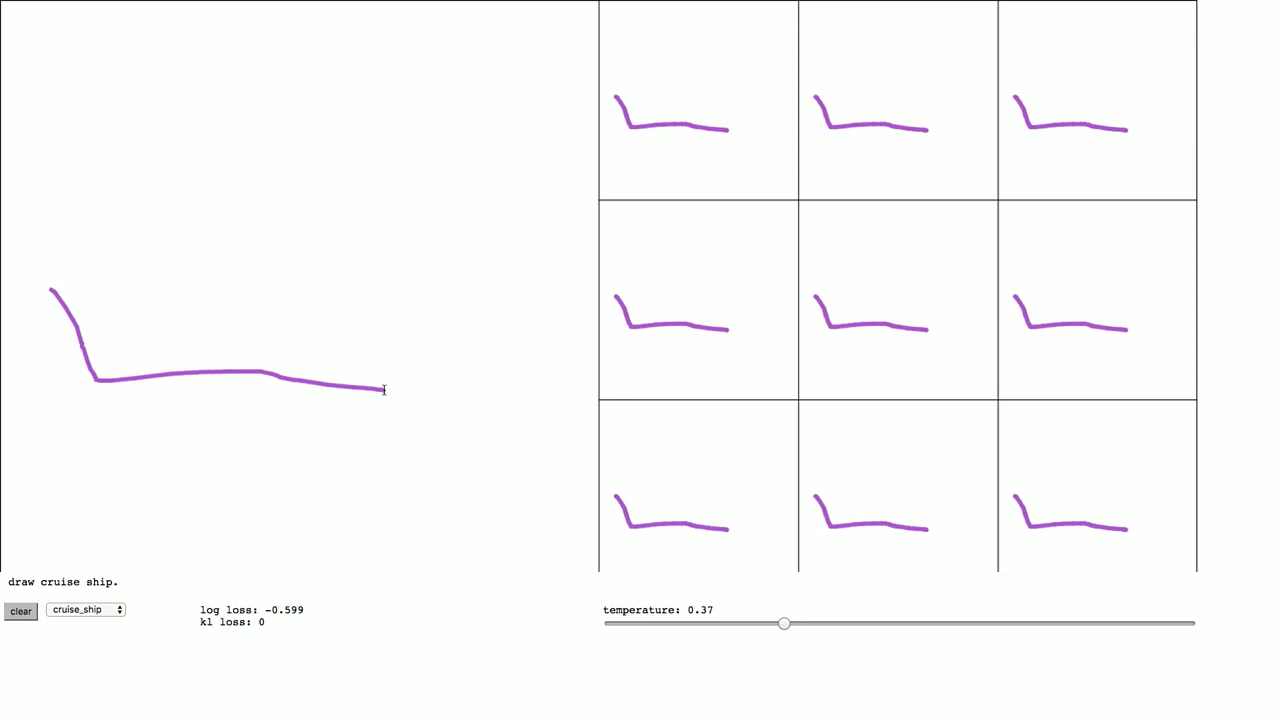 draw cruise ship.
clear
cruise_ship
log loss: -0.599
kl loss: 0
temperature: 0.37